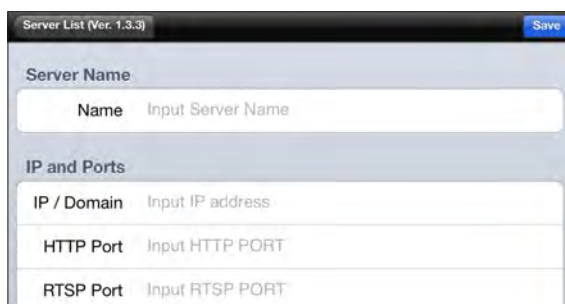 Server List (Ver. 1.3.3) Save
Server Name
Name Input Server Name
IP and Ports
IP / Domain Input IP address
HTTP Port Input HTTP PORT
RTSP Port Input RTSP PORT